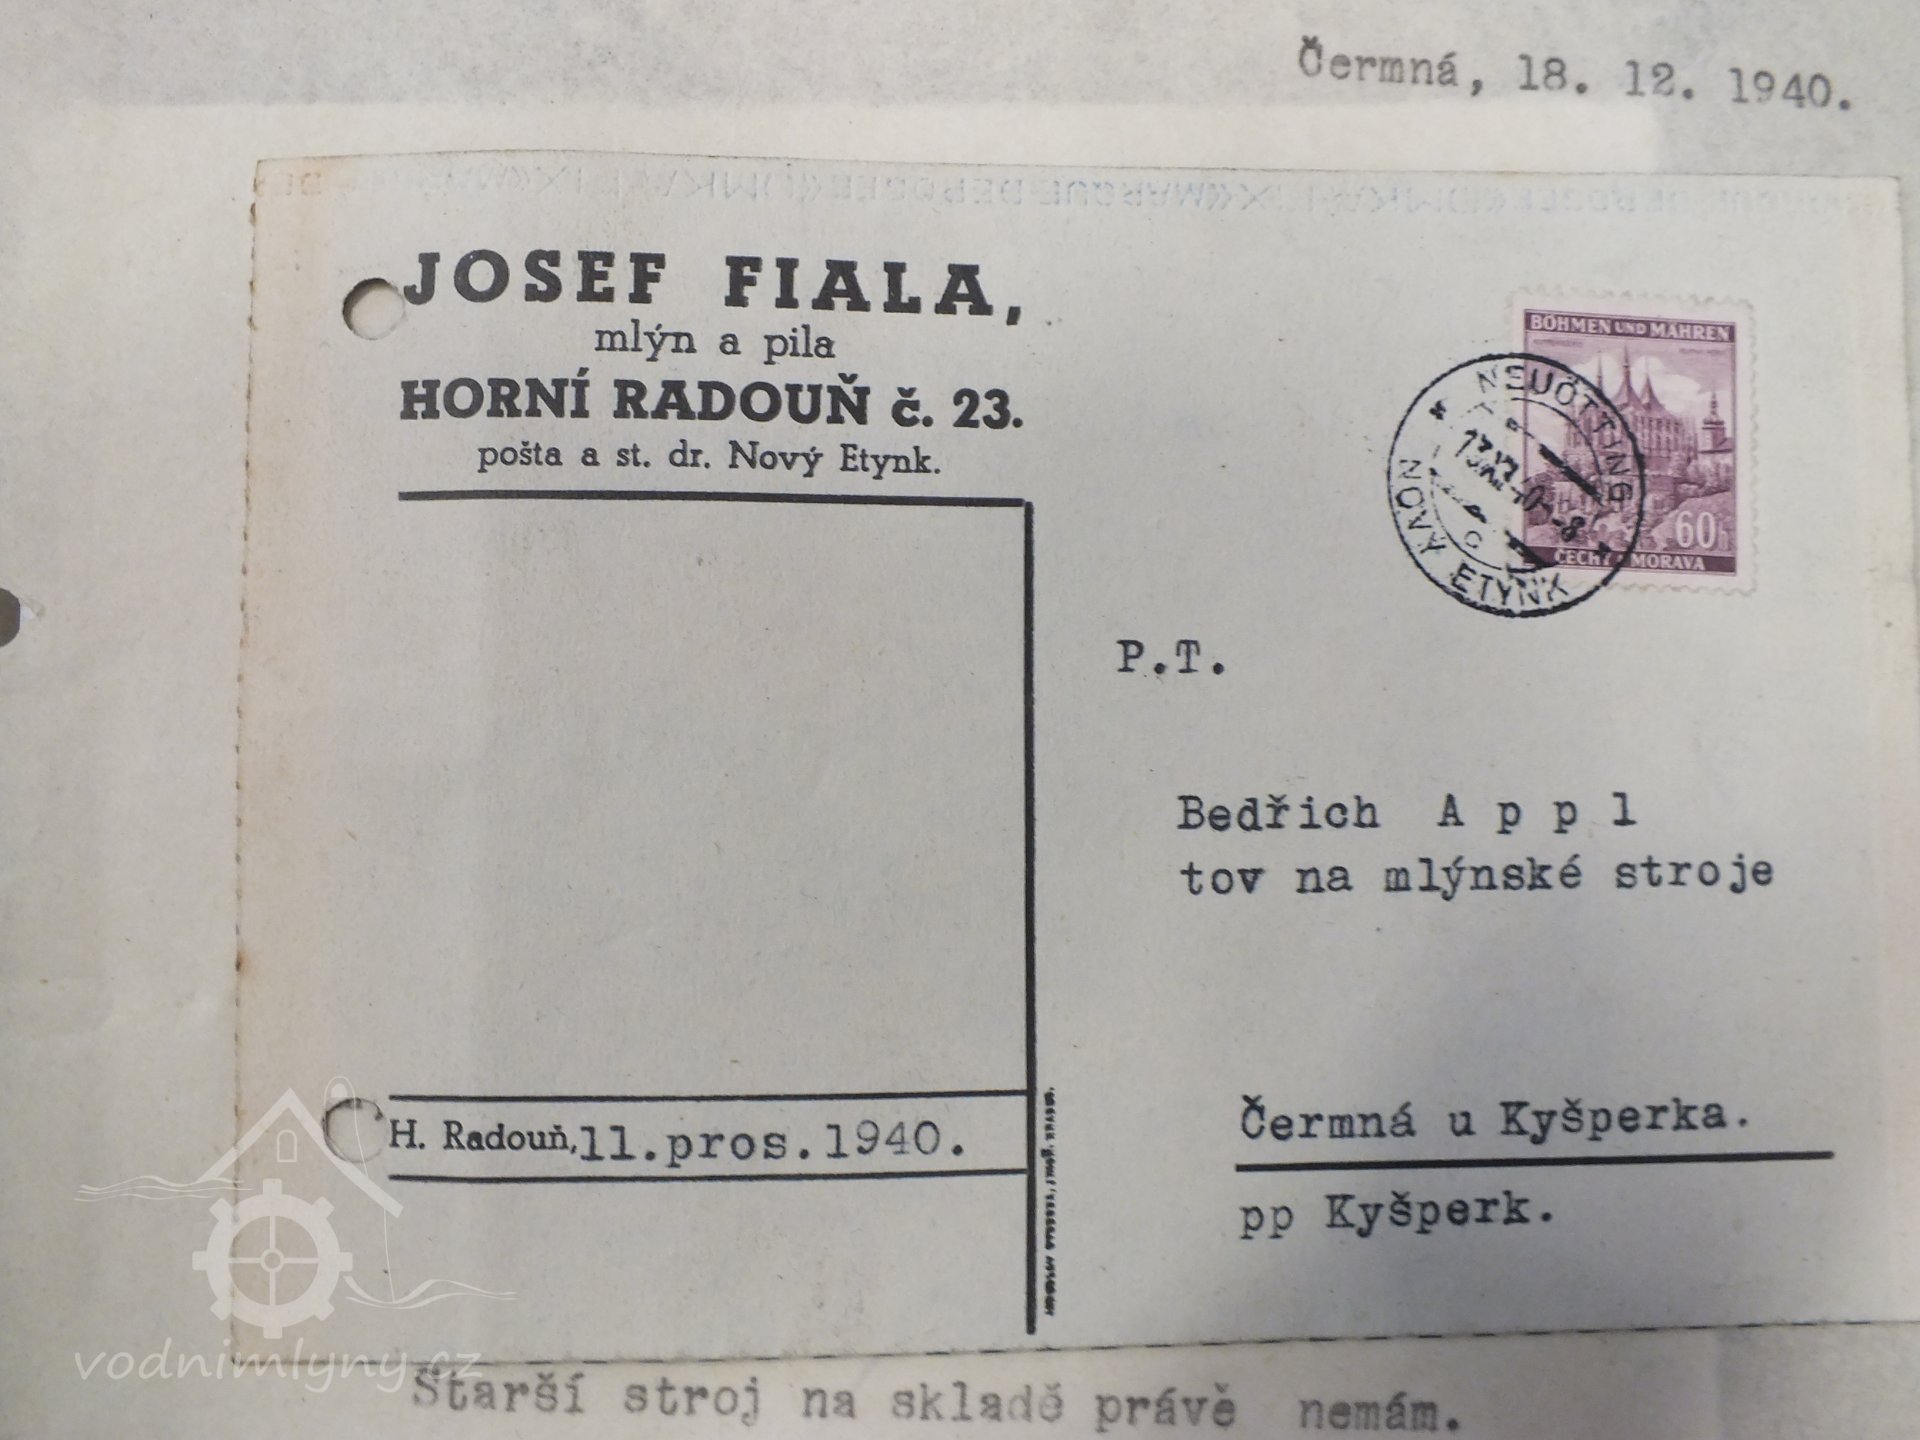 Čermná, 18. 12. 1940.
JOSEF FIALA,
mlýn a pila
HORNÍ RADOUŇ č. 23.
pošta a st. dr. Nový Etynk.
BÖHMEN UND MÄHREN
60h
ČECHY A MORAVA
NEUÖTTING
NOVÝ ETYNK
P.T.
Bedřich A p p l
tov na mlýnské stroje
Čermná u Kyšperka.
pp Kyšperk.
H. Radouň, 11.pros.1940.
Starší stroj na skladě právě nemám.
vodnimlyny.cz